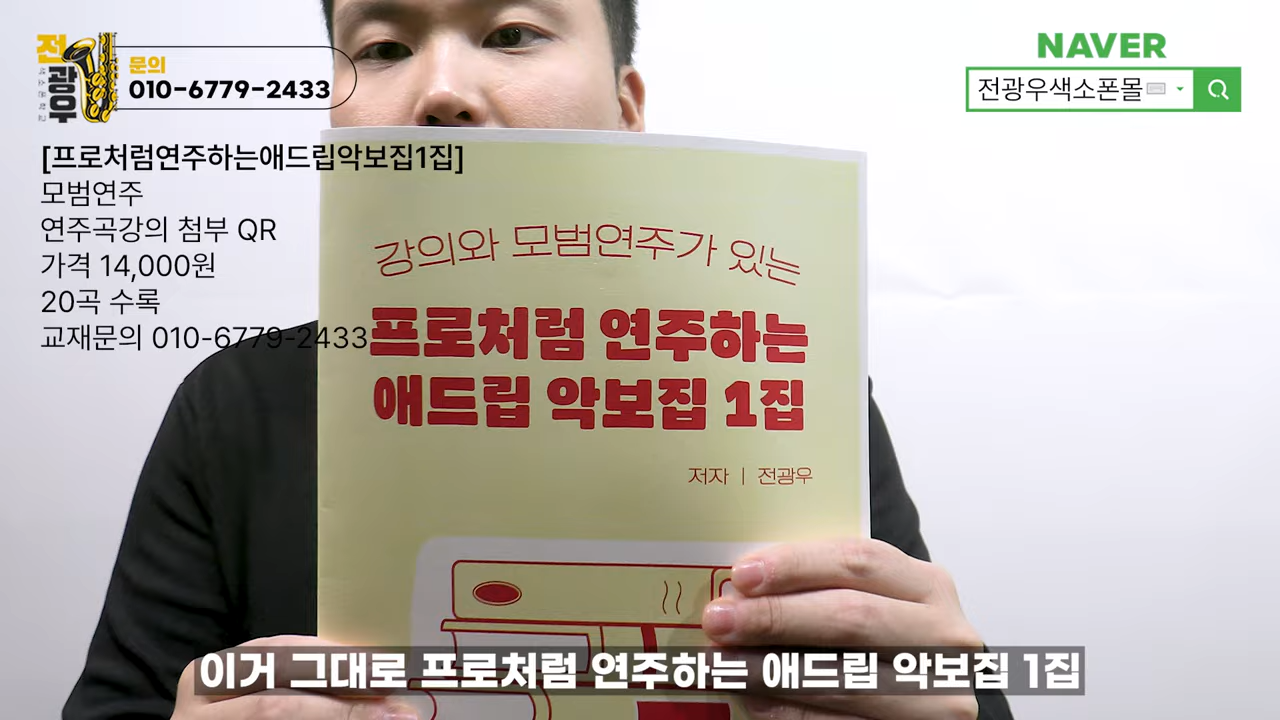 전광우
색소폰학교
문의
010-6779-2433
NAVER
전광우색소폰몰
[프로처럼연주하는애드립악보집1집]
모범연주
연주곡강의 첨부 QR
가격 14,000원
20곡 수록
교재문의 010-6779-2433
강의와 모범연주가 있는
프로처럼 연주하는
애드립 악보집 1집
저자 | 전광우
이거 그대로 프로처럼 연주하는 애드립 악보집 1집